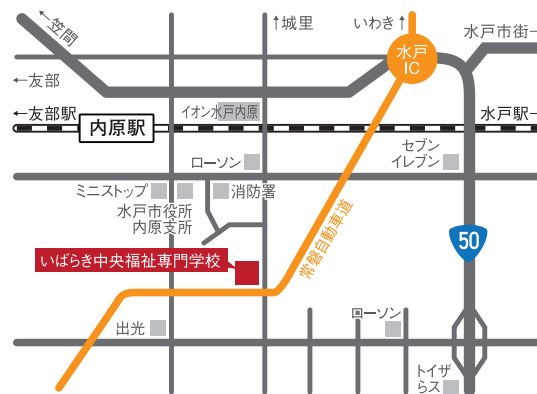 ←笠間
↑城里
いわき↑
水戸市街→
水戸
IC
←友部
←友部駅
イオン水戸内原
水戸駅→
内原駅
セブン
イレブン
ローソン
ミニストップ
消防署
水戸市役所
内原支所
常磐自動車道
50
いばらき中央福祉専門学校
出光
ローソン
トイザ
らス